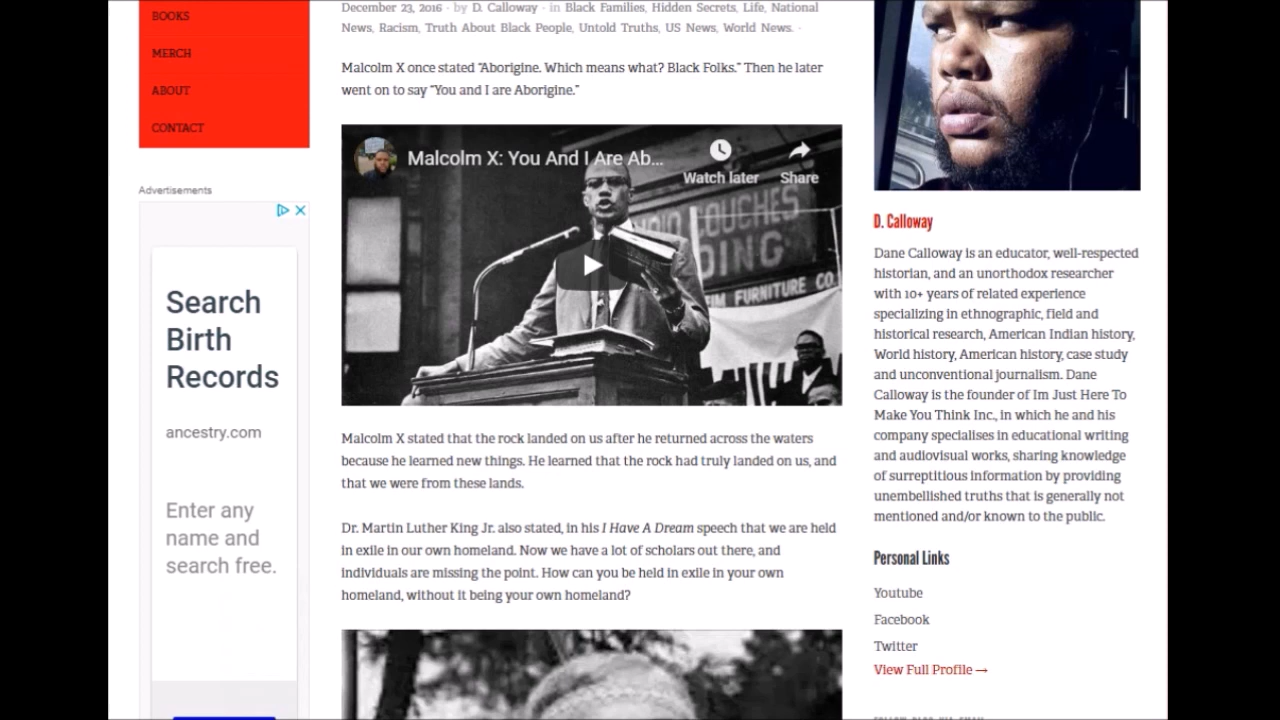 BOOKS
MERCH
ABOUT
CONTACT
Advertisements
Search
Birth
Records
ancestry.com
Enter any
name and
search free.
December 23, 2016 · by D. Calloway · in Black Families, Hidden Secrets, Life, National
News, Racism, Truth About Black People, Untold Truths, US News, World News. ·
Malcolm X once stated “Aborigine. Which means what? Black Folks.” Then he later
went on to say “You and I are Aborigine.”
Malcolm X: You And I Are Ab...
Watch later
Share
COUCHES
DING
FURNITURE CO.
Malcolm X stated that the rock landed on us after he returned across the waters
because he learned new things. He learned that the rock had truly landed on us, and
that we were from these lands.
Dr. Martin Luther King Jr. also stated, in his I Have A Dream speech that we are held
in exile in our own homeland. Now we have a lot of scholars out there, and
individuals are missing the point. How can you be held in exile in your own
homeland, without it being your own homeland?
D. Calloway
Dane Calloway is an educator, well-respected
historian, and an unorthodox researcher
with 10+ years of related experience
specializing in ethnographic, field and
historical research, American Indian history,
World history, American history, case study
and unconventional journalism. Dane
Calloway is the founder of Im Just Here To
Make You Think Inc., in which he and his
company specialises in educational writing
and audiovisual works, sharing knowledge
of surreptitious information by providing
unembellished truths that is generally not
mentioned and/or known to the public.
Personal Links
Youtube
Facebook
Twitter
View Full Profile →